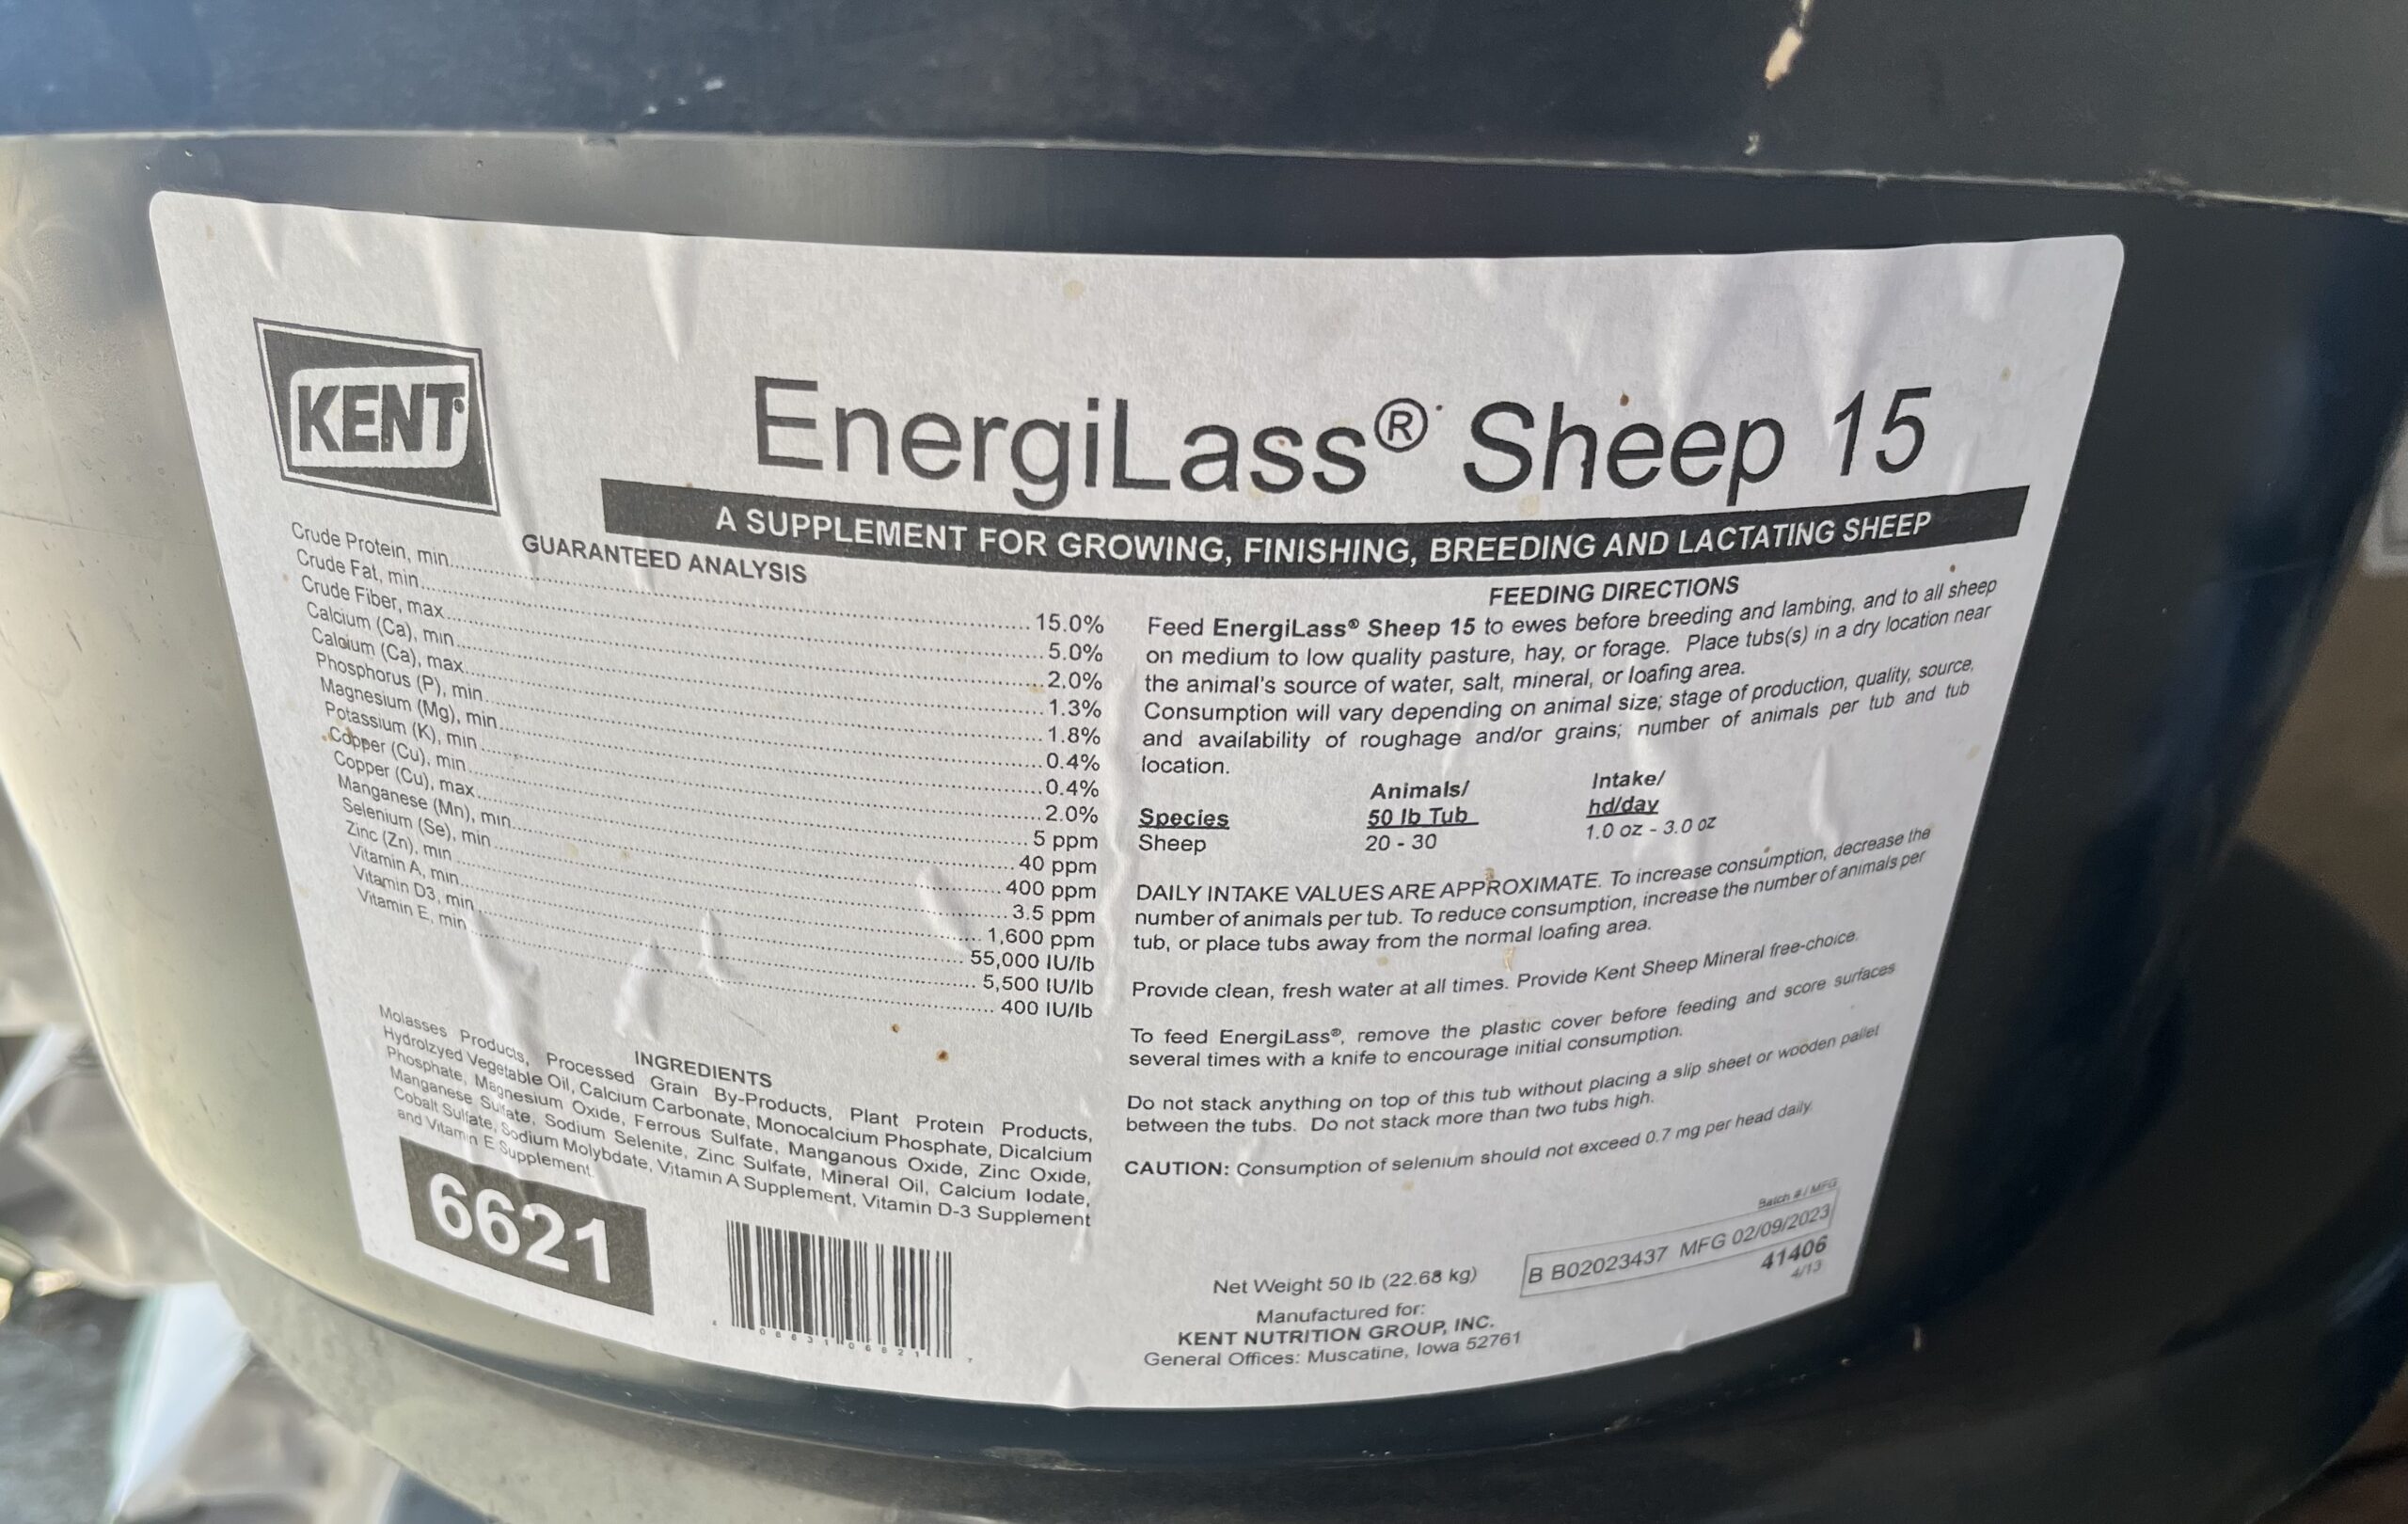 KENT
EnergiLass® Sheep 15
A SUPPLEMENT FOR GROWING, FINISHING, BREEDING AND LACTATING SHEEP
GUARANTEED ANALYSIS
Crude Protein, min. 15.0%
Crude Fat, min. 5.0%
Crude Fiber, max. 2.0%
Calcium (Ca), min. 1.3%
Calcium (Ca), max. 1.8%
Phosphorus (P), min. 0.4%
Magnesium (Mg), min. 0.4%
Potassium (K), min. 2.0%
Copper (Cu), min. 5 ppm
Copper (Cu), max. 40 ppm
Manganese (Mn), min. 400 ppm
Selenium (Se), min 3.5 ppm
Zinc (Zn), min 1,600 ppm
Vitamin A, min. 55,000 IU/lb
Vitamin D3, min 5,500 IU/lb
Vitamin E, min 400 IU/lb
INGREDIENTS
Molasses Products, Processed Grain By-Products, Plant Protein Products,
Hydrolzyed Vegetable Oil, Calcium Carbonate, Monocalcium Phosphate, Dicalcium
Phosphate, Magnesium Oxide, Ferrous Sulfate, Manganous Oxide, Zinc Oxide,
Manganese Sulfate, Sodium Selenite, Zinc Sulfate, Mineral Oil, Calcium Iodate,
Cobalt Sulfate, Sodium Molybdate, Vitamin A Supplement, Vitamin D-3 Supplement
and Vitamin E Supplement.
6621
FEEDING DIRECTIONS
Feed EnergiLass® Sheep 15 to ewes before breeding and lambing, and to all sheep
on medium to low quality pasture, hay, or forage. Place tubs(s) in a dry location near
the animal's source of water, salt, mineral, or loafing area.
Consumption will vary depending on animal size; stage of production, quality, source,
and availability of roughage and/or grains; number of animals per tub and tub
location.
Animals/ Intake/
Species 50 lb Tub hd/day
Sheep 20 - 30 1.0 oz - 3.0 oz
DAILY INTAKE VALUES ARE APPROXIMATE. To increase consumption, decrease the
number of animals per tub. To reduce consumption, increase the number of animals per
tub, or place tubs away from the normal loafing area.
Provide clean, fresh water at all times. Provide Kent Sheep Mineral free-choice.
To feed EnergiLass®, remove the plastic cover before feeding and score surfaces
several times with a knife to encourage initial consumption.
Do not stack anything on top of this tub without placing a slip sheet or wooden pallet
between the tubs. Do not stack more than two tubs high.
CAUTION: Consumption of selenium should not exceed 0.7 mg per head daily.
Batch # / MFG
B B02023437 MFG 02/09/2023
41406
4/13
Net Weight 50 lb (22.68 kg)
Manufactured for:
KENT NUTRITION GROUP, INC.
General Offices: Muscatine, Iowa 52761